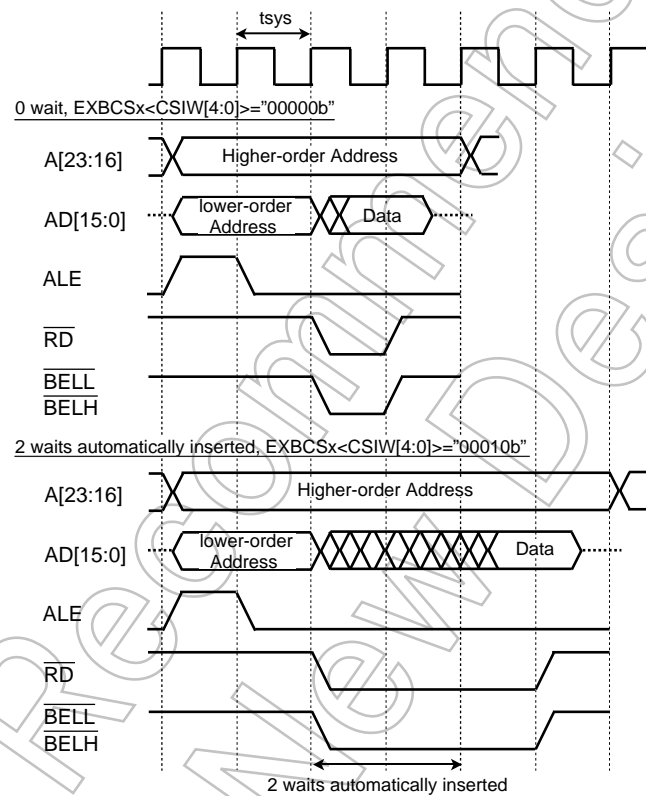 tsys
0 wait, EXBCSx<CSIW[4:0]>="00000b"
A[23:16]
Higher-order Address
AD[15:0]
lower-order
Address
Data
ALE
RD
BELL
BELH
2 waits automatically inserted, EXBCSx<CSIW[4:0]>="00010b"
A[23:16]
Higher-order Address
AD[15:0]
lower-order
Address
Data
ALE
RD
BELL
BELH
2 waits automatically inserted